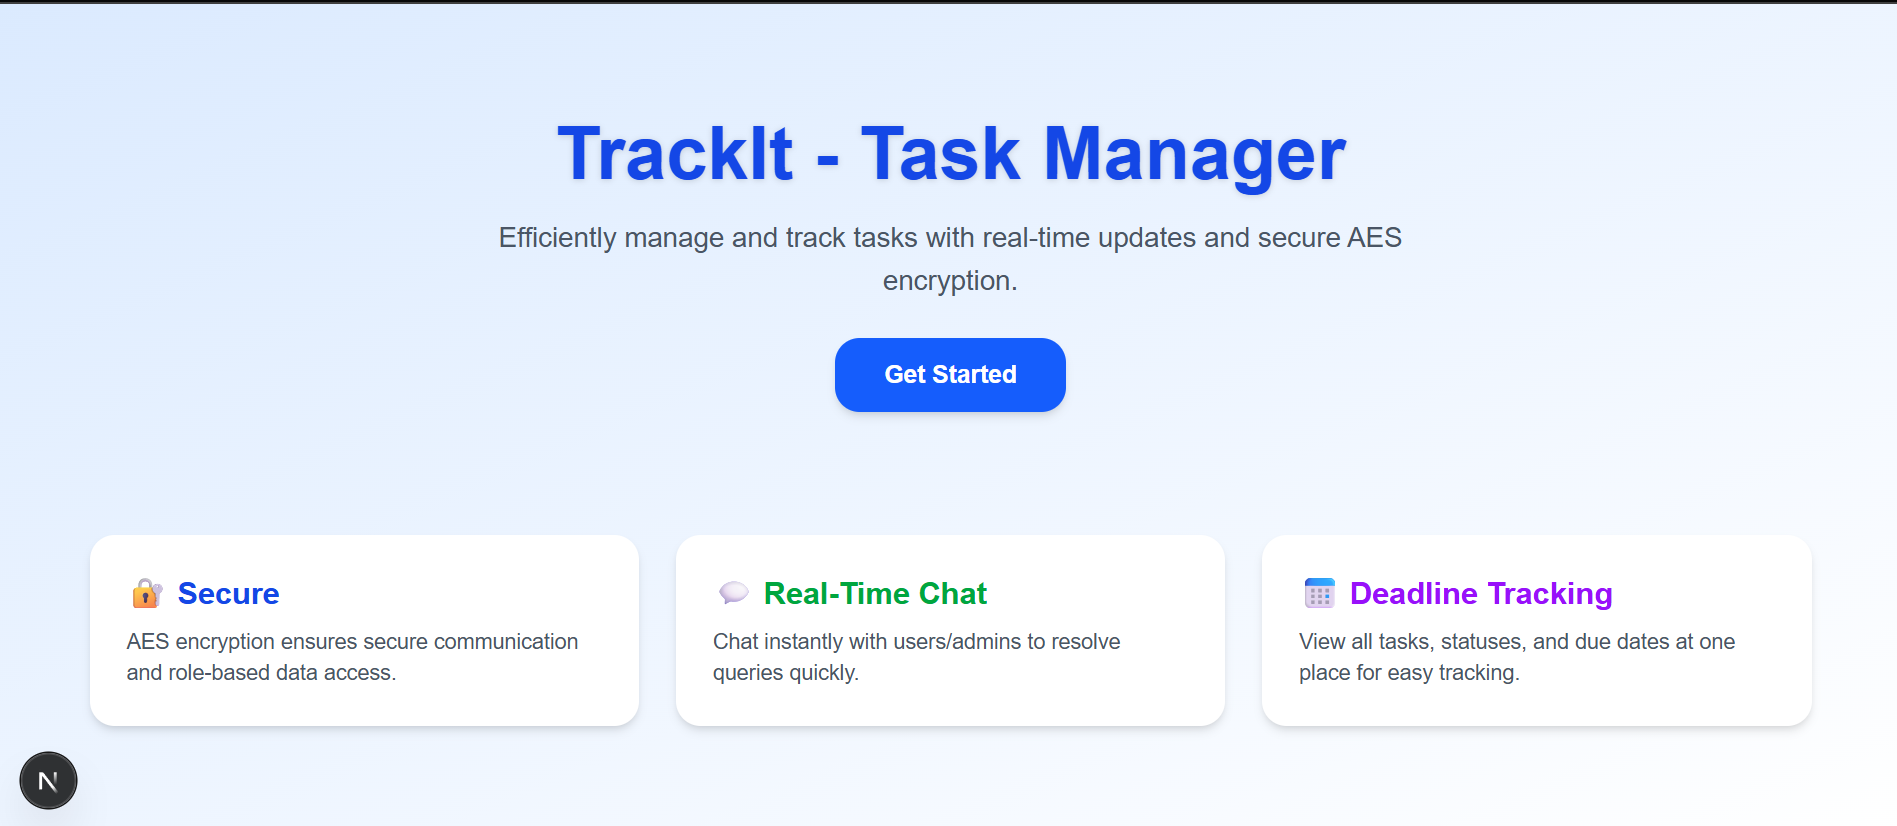 TrackIt - Task Manager
Efficiently manage and track tasks with real-time updates and secure AES
encryption.
Get Started
Secure
AES encryption ensures secure communication
and role-based data access.
Real-Time Chat
Chat instantly with users/admins to resolve
queries quickly.
Deadline Tracking
View all tasks, statuses, and due dates at one
place for easy tracking.
N